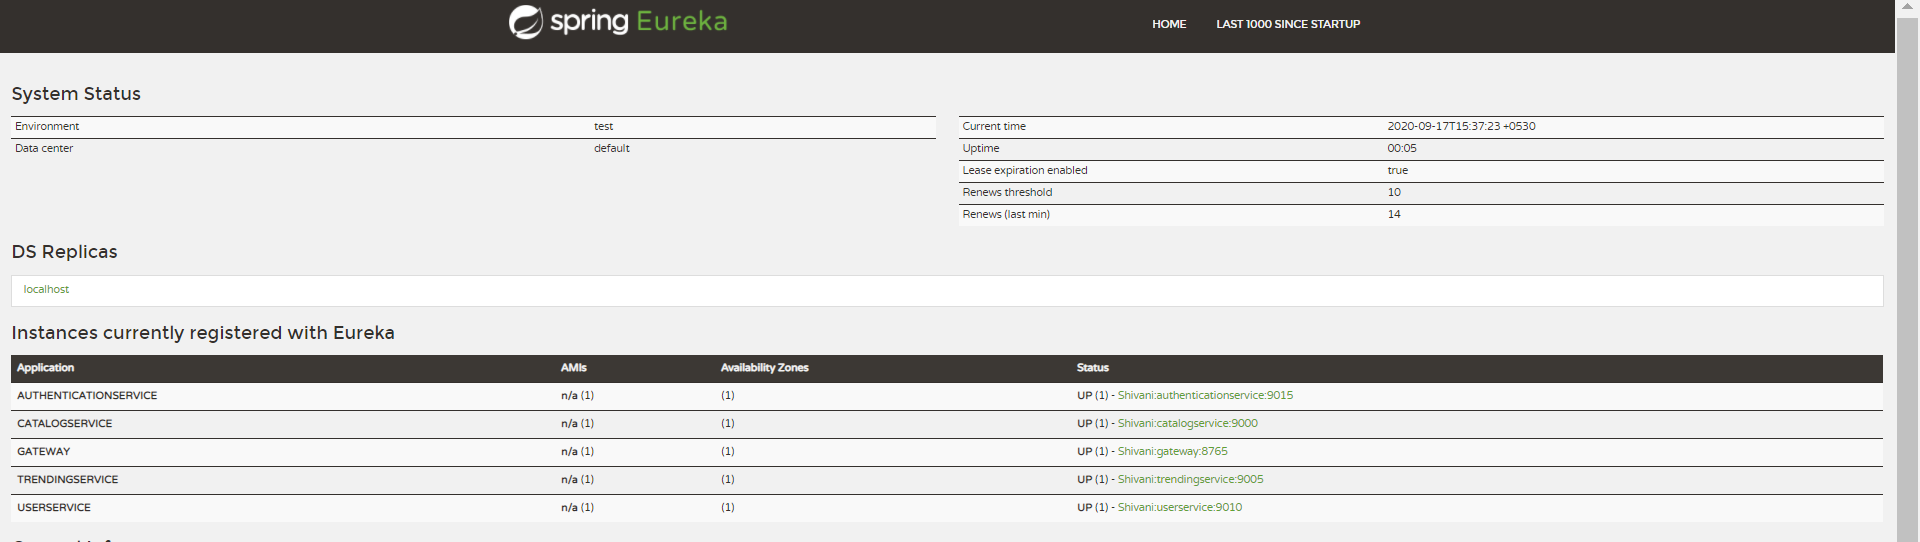 spring Eureka HOME LAST 1000 SINCE STARTUP
System Status
Environment test
Data center default
Current time 2020-09-17T15:37:23 +0530
Uptime 00:05
Lease expiration enabled true
Renews threshold 10
Renews (last min) 14
DS Replicas
localhost
Instances currently registered with Eureka
Application AMIs Availability Zones Status
AUTHENTICATIONSERVICE n/a (1) (1) UP (1) - Shivani:authenticationservice:9015
CATALOGSERVICE n/a (1) (1) UP (1) - Shivani:catalogservice:9000
GATEWAY n/a (1) (1) UP (1) - Shivani:gateway:8765
TRENDINGSERVICE n/a (1) (1) UP (1) - Shivani:trendingservice:9005
USERSERVICE n/a (1) (1) UP (1) - Shivani:userservice:9010